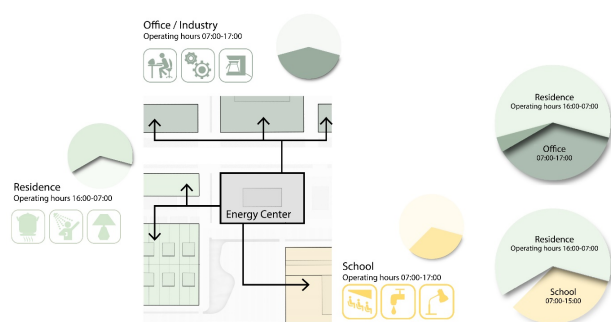 Office / Industry
Operating hours 07:00-17:00
Residence
Operating hours 16:00-07:00
Office
07:00-17:00
Residence
Operating hours 16:00-07:00
Energy Center
School
Operating hours 07:00-17:00
Residence
Operating hours 16:00-07:00
School
07:00-15:00